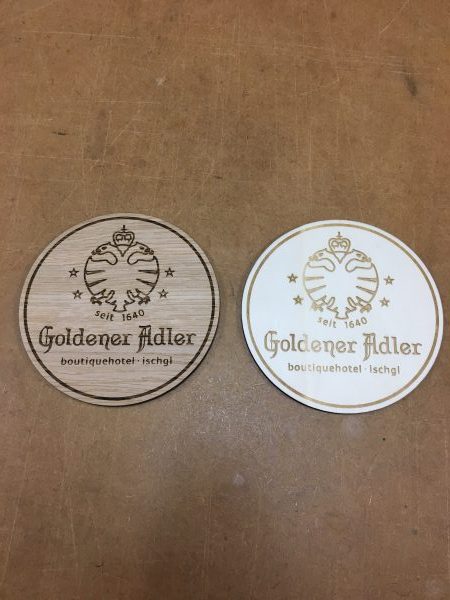 seit 1640
Goldener Adler
boutiquehotel · ischgl
seit 1640
Goldener Adler
boutiquehotel · ischgl